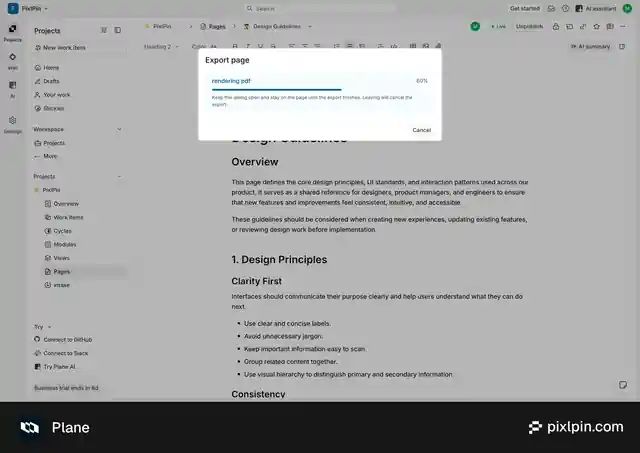 PixlPin
Search
Get started
AI assistant
M
Projects
Wiki
AI
Settings
Projects
New work item
Home
Drafts
Your work
Stickies
Workspace
Projects
More
Projects
PixlPin
Overview
Work items
Cycles
Modules
Views
Pages
Intake
Try
Connect to GitHub
Connect to Slack
Try Plane AI
Business trial ends in 8d
PixlPin
Pages
Design Guidelines
M
Live
Unpublish
Heading 2
Color
AI summary
Export page
rendering pdf
60%
Keep this dialog open and stay on the page until the export finishes. Leaving will cancel the
export.
Cancel
Design Guidelines
Overview
This page defines the core design principles, UI standards, and interaction patterns used across our
product. It serves as a shared reference for designers, product managers, and engineers to ensure
that new features and improvements feel consistent, intuitive, and accessible.
These guidelines should be considered when creating new experiences, updating existing features,
or reviewing design work before implementation.
1. Design Principles
Clarity First
Interfaces should communicate their purpose clearly and help users understand what they can do
next.
• Use clear and concise labels.
• Avoid unnecessary jargon.
• Keep important information easy to scan.
• Group related content together.
• Use visual hierarchy to distinguish primary and secondary information.
Consistency
Plane
pixlpin.com